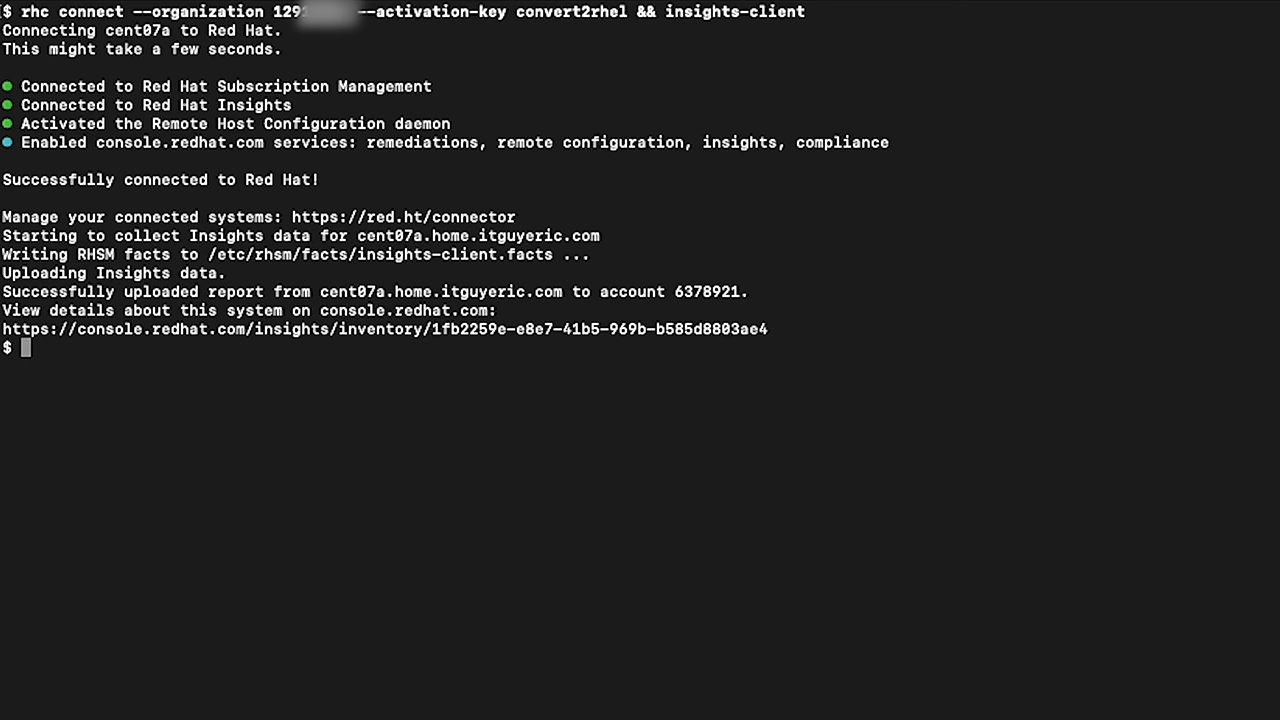 $ rhc connect --organization 129 --activation-key convert2rhel && insights-client
Connecting cent07a to Red Hat.
This might take a few seconds.
● Connected to Red Hat Subscription Management
● Connected to Red Hat Insights
● Activated the Remote Host Configuration daemon
● Enabled console.redhat.com services: remediations, remote configuration, insights, compliance
Successfully connected to Red Hat!
Manage your connected systems: https://red.ht/connector
Starting to collect Insights data for cent07a.home.itguyeric.com
Writing RHSM facts to /etc/rhsm/facts/insights-client.facts ...
Uploading Insights data.
Successfully uploaded report from cent07a.home.itguyeric.com to account 6378921.
View details about this system on console.redhat.com:
https://console.redhat.com/insights/inventory/1fb2259e-e8e7-41b5-969b-b585d8803ae4
$